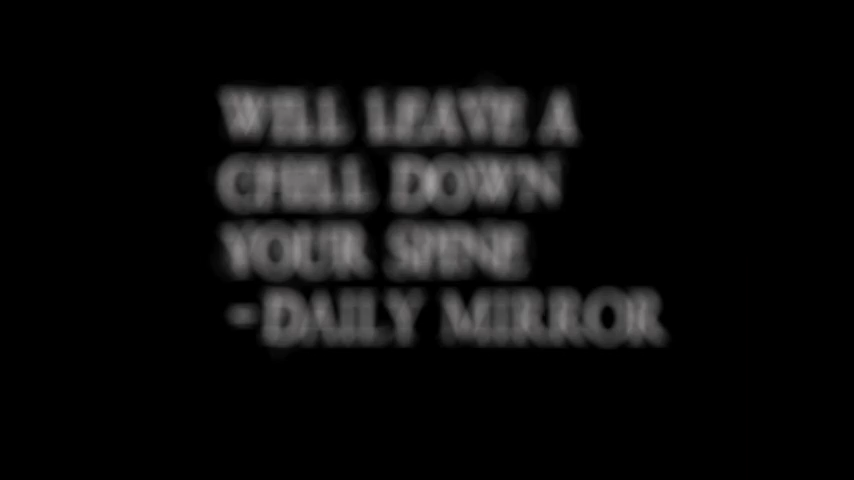 WILL LEAVE A
CHILL DOWN
YOUR SPINE
-DAILY MIRROR